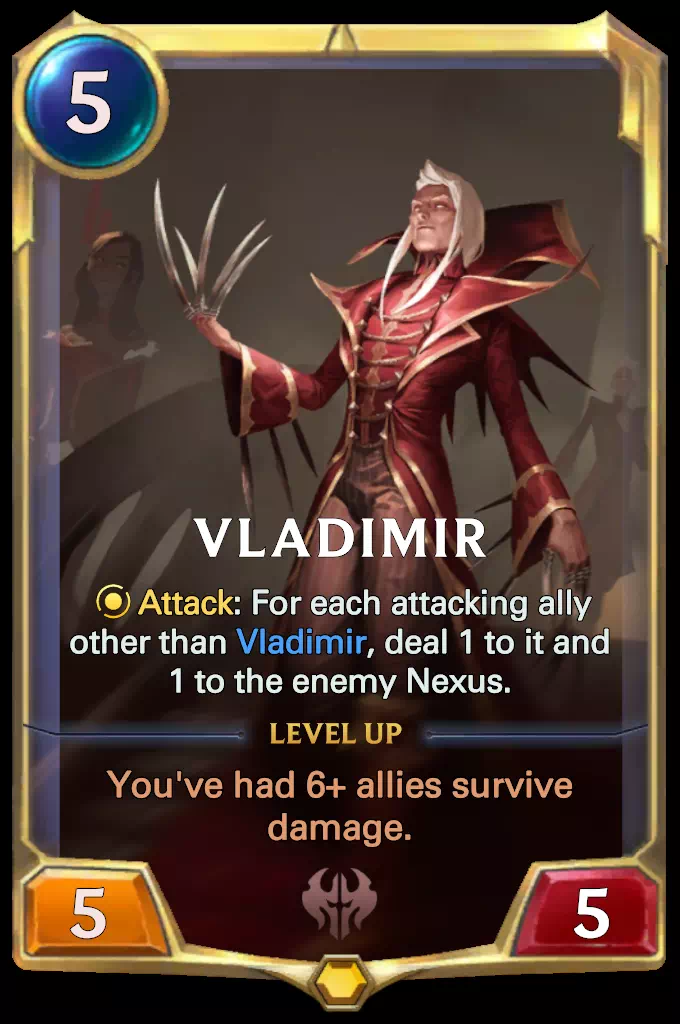 5
VLADIMIR
Attack: For each attacking ally
other than Vladimir, deal 1 to it and
1 to the enemy Nexus.
LEVEL UP
You've had 6+ allies survive
damage.
5
5